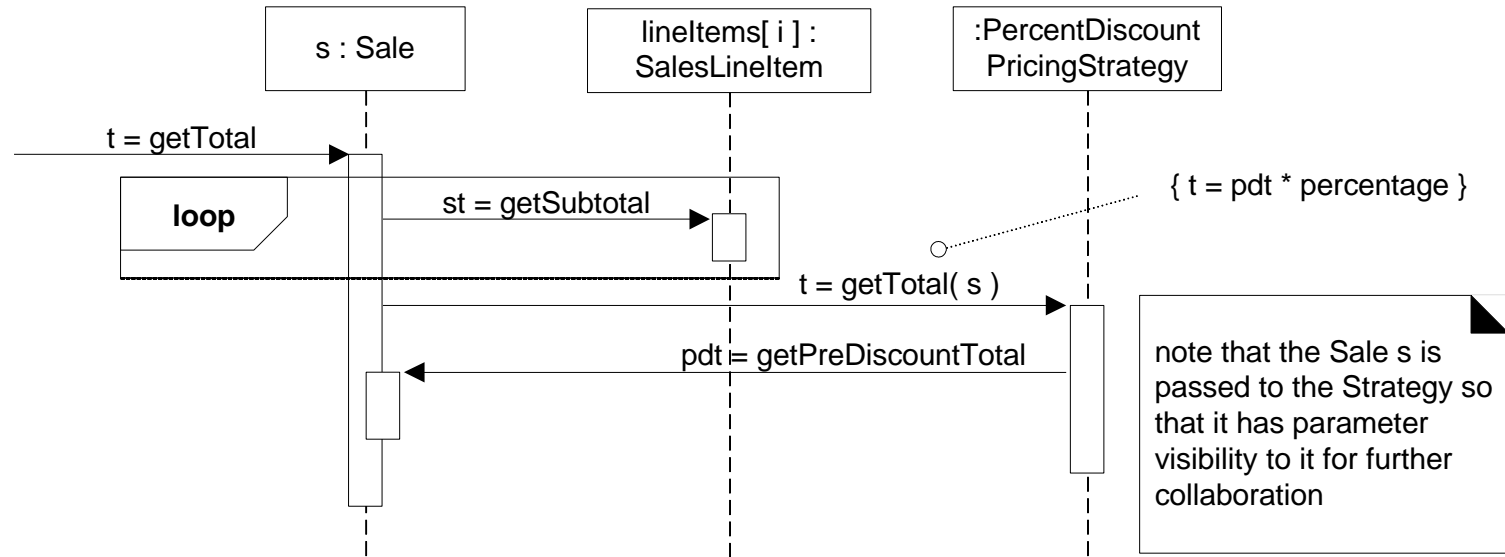 s : Sale
lineItems[ i ] :
SalesLineItem
:PercentDiscount
PricingStrategy
t = getTotal
{ t = pdt * percentage }
loop
st = getSubtotal
t = getTotal( s )
pdt = getPreDiscountTotal
note that the Sale s is
passed to the Strategy so
that it has parameter
visibility to it for further
collaboration